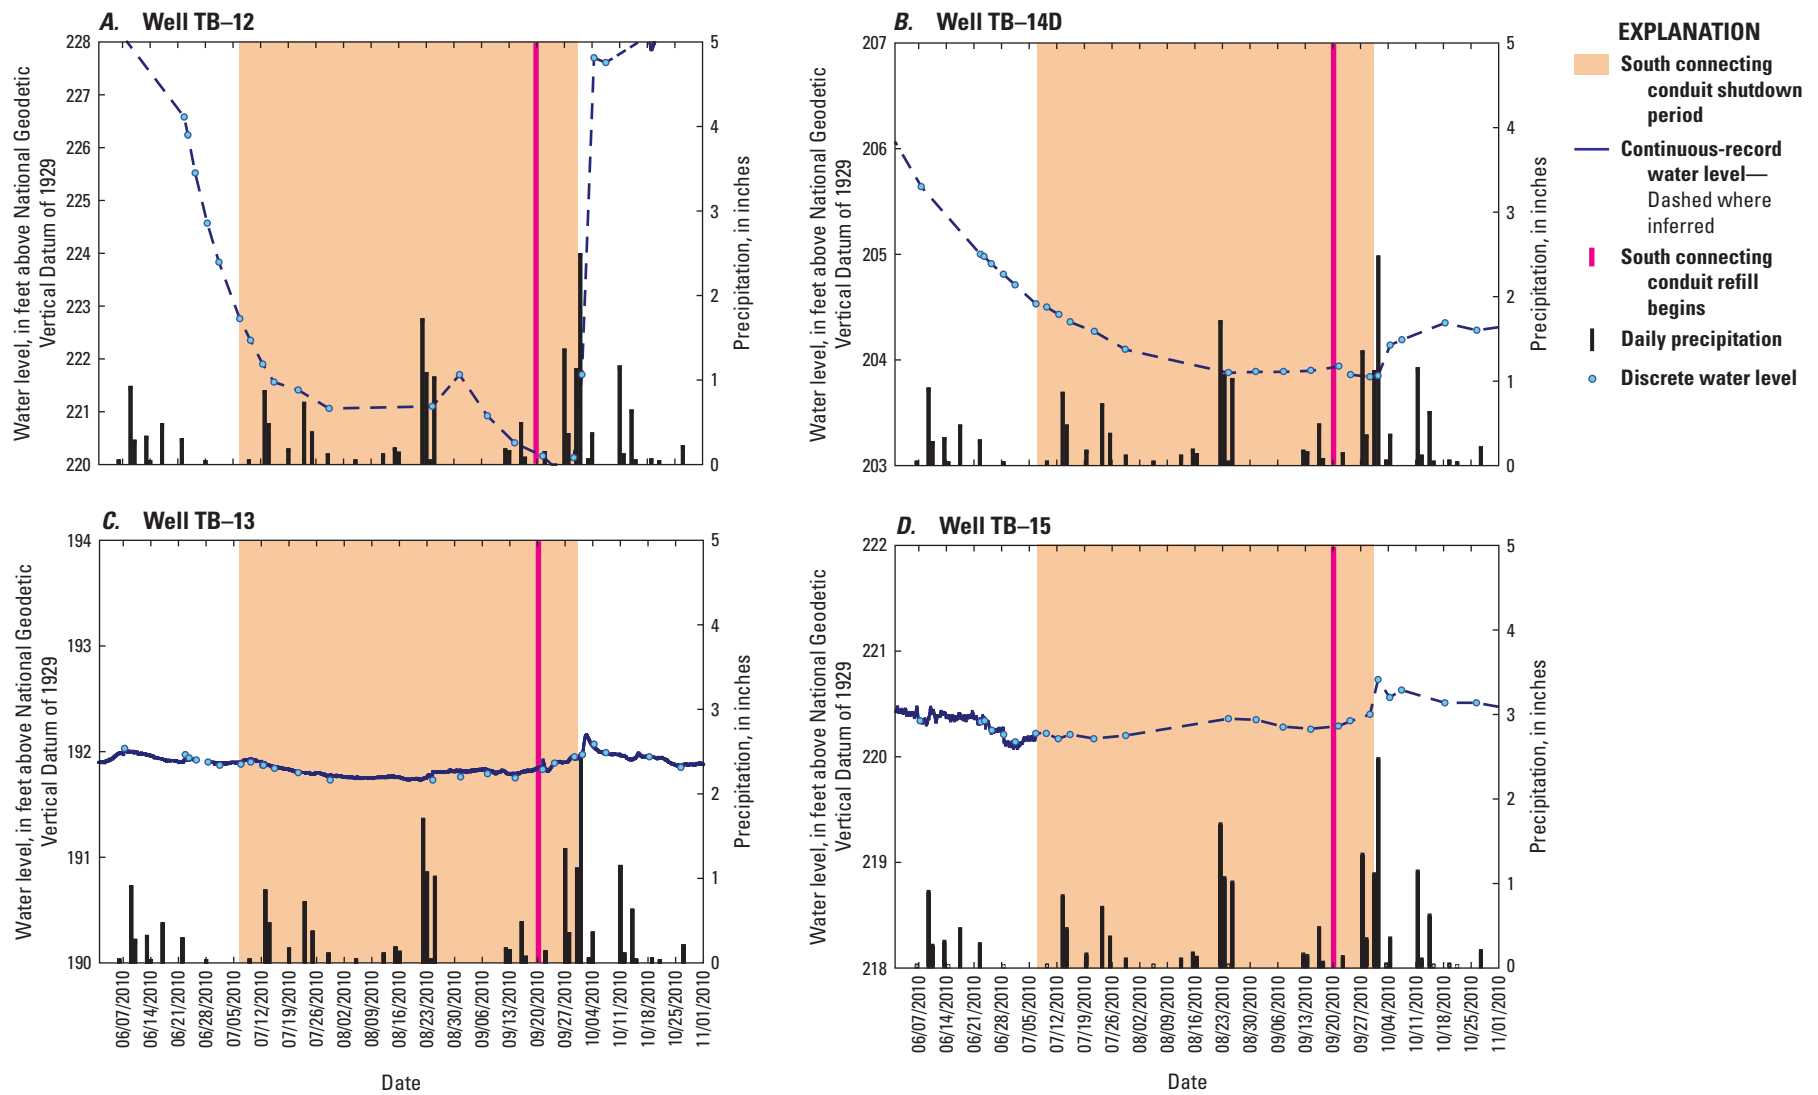 A. Well TB–12
228
227
226
225
224
223
222
221
220
Water level, in feet above National Geodetic
Vertical Datum of 1929
5
4
3
2
1
0
Precipitation, in inches
B. Well TB–14D
207
206
205
204
203
Water level, in feet above National Geodetic
Vertical Datum of 1929
5
4
3
2
1
0
Precipitation, in inches
EXPLANATION
South connecting
conduit shutdown
period
Continuous-record
water level—
Dashed where
inferred
South connecting
conduit refill
begins
Daily precipitation
Discrete water level
C. Well TB–13
194
193
192
191
190
Water level, in feet above National Geodetic
Vertical Datum of 1929
5
4
3
2
1
0
Precipitation, in inches
06/07/2010
06/14/2010
06/21/2010
06/28/2010
07/05/2010
07/12/2010
07/19/2010
07/26/2010
08/02/2010
08/09/2010
08/16/2010
08/23/2010
08/30/2010
09/06/2010
09/13/2010
09/20/2010
09/27/2010
10/04/2010
10/11/2010
10/18/2010
10/25/2010
11/01/2010
Date
D. Well TB–15
222
221
220
219
218
Water level, in feet above National Geodetic
Vertical Datum of 1929
5
4
3
2
1
0
Precipitation, in inches
06/07/2010
06/14/2010
06/21/2010
06/28/2010
07/05/2010
07/12/2010
07/19/2010
07/26/2010
08/02/2010
08/09/2010
08/16/2010
08/23/2010
08/30/2010
09/06/2010
09/13/2010
09/20/2010
09/27/2010
10/04/2010
10/11/2010
10/18/2010
10/25/2010
11/01/2010
Date